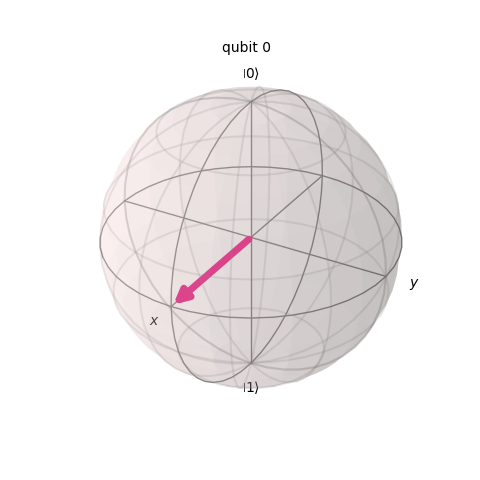 qubit 0
|0⟩
y
x
|1⟩